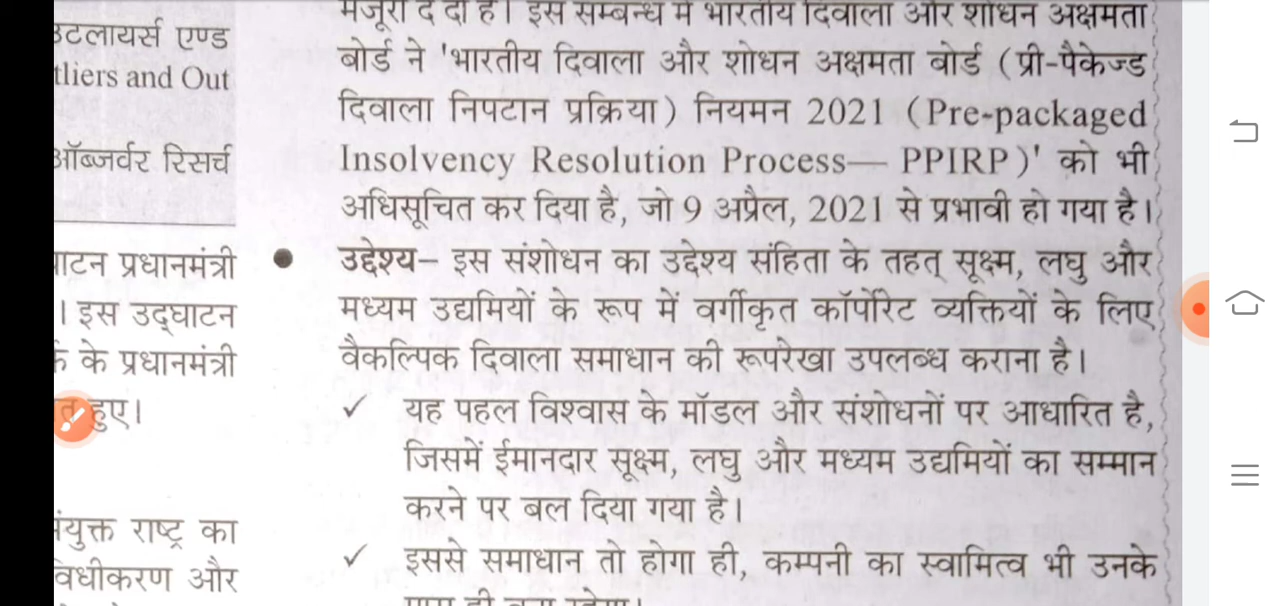 उटलायर्स एण्ड
tliers and Out
ऑब्जर्वर रिसर्च
घाटन प्रधानमंत्री
। इस उद्घाटन
के प्रधानमंत्री
हुए।
संयुक्त राष्ट्र का
विधीकरण और
मंजूरी दे दी है। इस सम्बन्ध में भारतीय दिवाला और शोधन अक्षमता
बोर्ड ने 'भारतीय दिवाला और शोधन अक्षमता बोर्ड (प्री-पैकेज्ड
दिवाला निपटान प्रक्रिया) नियमन 2021 (Pre-packaged
Insolvency Resolution Process— PPIRP)' को भी
अधिसूचित कर दिया है, जो 9 अप्रैल, 2021 से प्रभावी हो गया है।
● उद्देश्य– इस संशोधन का उद्देश्य संहिता के तहत् सूक्ष्म, लघु और
मध्यम उद्यमियों के रूप में वर्गीकृत कॉर्पोरेट व्यक्तियों के लिए
वैकल्पिक दिवाला समाधान की रूपरेखा उपलब्ध कराना है।
✓ यह पहल विश्वास के मॉडल और संशोधनों पर आधारित है,
जिसमें ईमानदार सूक्ष्म, लघु और मध्यम उद्यमियों का सम्मान
करने पर बल दिया गया है।
✓ इससे समाधान तो होगा ही, कम्पनी का स्वामित्व भी उनके